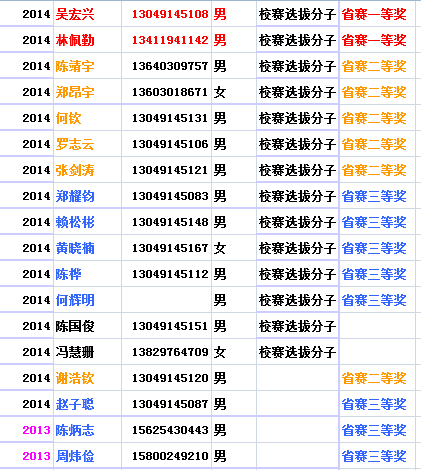 2014 吴宏兴 13049145108 男 校赛选拔分子 省赛一等奖
2014 林佩勤 13411941142 男 校赛选拔分子 省赛一等奖
2014 陈靖宇 13640309757 男 校赛选拔分子 省赛二等奖
2014 郑昂宇 13603018671 女 校赛选拔分子 省赛二等奖
2014 何钦 13049145131 男 校赛选拔分子 省赛二等奖
2014 罗志云 13049145106 男 校赛选拔分子 省赛二等奖
2014 张剑涛 13049145121 男 校赛选拔分子 省赛二等奖
2014 郑耀钧 13049145083 男 校赛选拔分子 省赛三等奖
2014 赖松彬 13049145148 男 校赛选拔分子 省赛三等奖
2014 黄晓楠 13049145167 女 校赛选拔分子 省赛三等奖
2014 陈桦 13049145112 男 校赛选拔分子 省赛三等奖
2014 何辉明 男 校赛选拔分子 省赛三等奖
2014 陈国俊 13049145151 男 校赛选拔分子
2014 冯慧珊 13829764709 女 校赛选拔分子
2014 谢浩钦 13049145120 男 省赛二等奖
2014 赵子聪 13049145087 男 省赛三等奖
2013 陈炳志 15625430443 男 省赛三等奖
2013 周炜俭 15800249210 男 省赛三等奖